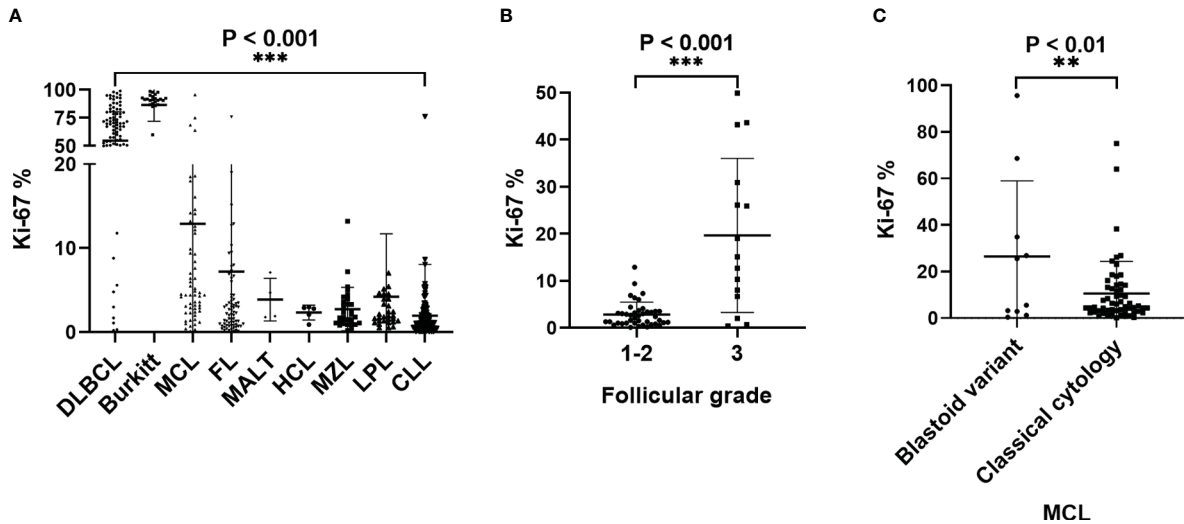 A
P < 0.001
***
Ki-67 %
100
75
50
20
10
0
DLBCL
Burkitt
MCL
FL
MALT
HCL
MZL
LPL
CLL
B
P < 0.001
***
Ki-67 %
50
40
30
20
10
0
1-2
3
Follicular grade
C
P < 0.01
**
Ki-67 %
100
80
60
40
20
0
Blastoid variant
Classical cytology
MCL